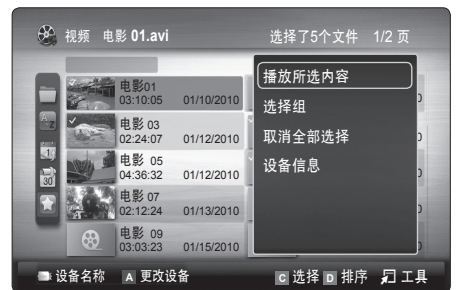 视频 电影 01.avi 选择了5个文件 1/2 页
电影01
03:10:05 01/10/2010
电影 03
02:24:07 01/12/2010
电影 05
04:36:32 01/12/2010
电影 07
02:12:24 01/13/2010
电影 09
03:03:23 01/15/2010
播放所选内容
选择组
取消全部选择
设备信息
设备名称 A 更改设备 C 选择 D 排序 工具